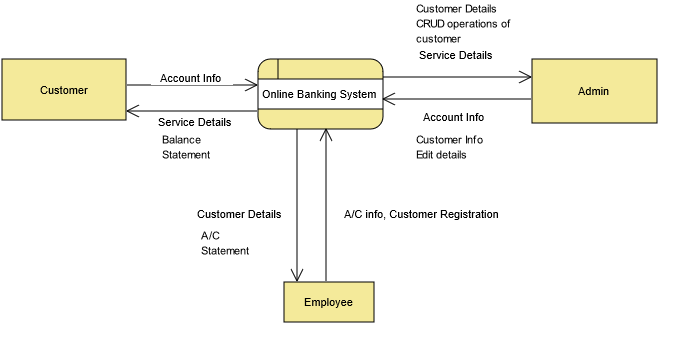 Customer Details
CRUD operations of
customer
Service Details
Customer
Account Info
Online Banking System
Admin
Service Details
Balance
Statement
Account Info
Customer Info
Edit details
Customer Details
A/C
Statement
A/C info, Customer Registration
Employee